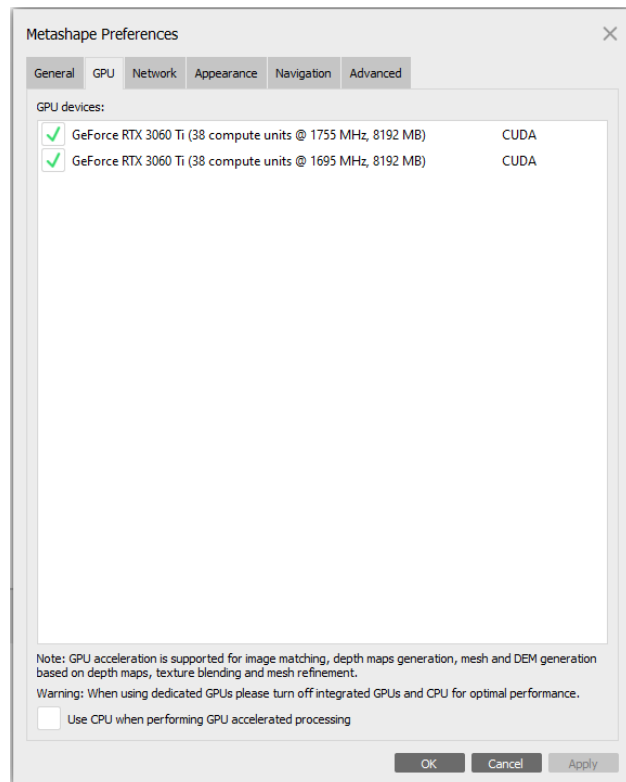 Metashape Preferences
General GPU Network Appearance Navigation Advanced
GPU devices:
GeForce RTX 3060 Ti (38 compute units @ 1755 MHz, 8192 MB) CUDA
GeForce RTX 3060 Ti (38 compute units @ 1695 MHz, 8192 MB) CUDA
Note: GPU acceleration is supported for image matching, depth maps generation, mesh and DEM generation
based on depth maps, texture blending and mesh refinement.
Warning: When using dedicated GPUs please turn off integrated GPUs and CPU for optimal performance.
Use CPU when performing GPU accelerated processing
OK Cancel Apply